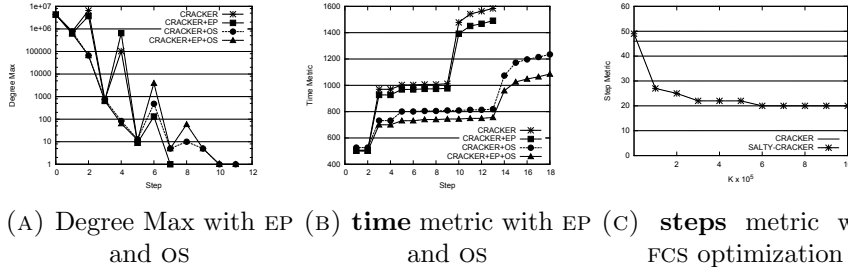 1e+07
1e+06
100000
10000
1000
100
10
1
0 2 4 6 8 10 12
Degree Max
Step
CRACKER
CRACKER+EP
CRACKER+OS
CRACKER+EP+OS
1600
1400
1200
1000
800
600
400
0 2 4 6 8 10 12 14 16 18
Time Metric
Step
CRACKER
CRACKER+EP
CRACKER+OS
CRACKER+EP+OS
60
50
40
30
20
10
0
2 4 6 8 10
Step Metric
K x 10⁵
CRACKER
SALTY-CRACKER
(A) Degree Max with EP
and OS
(B) time metric with EP
and OS
(C) steps metric w
FCS optimization